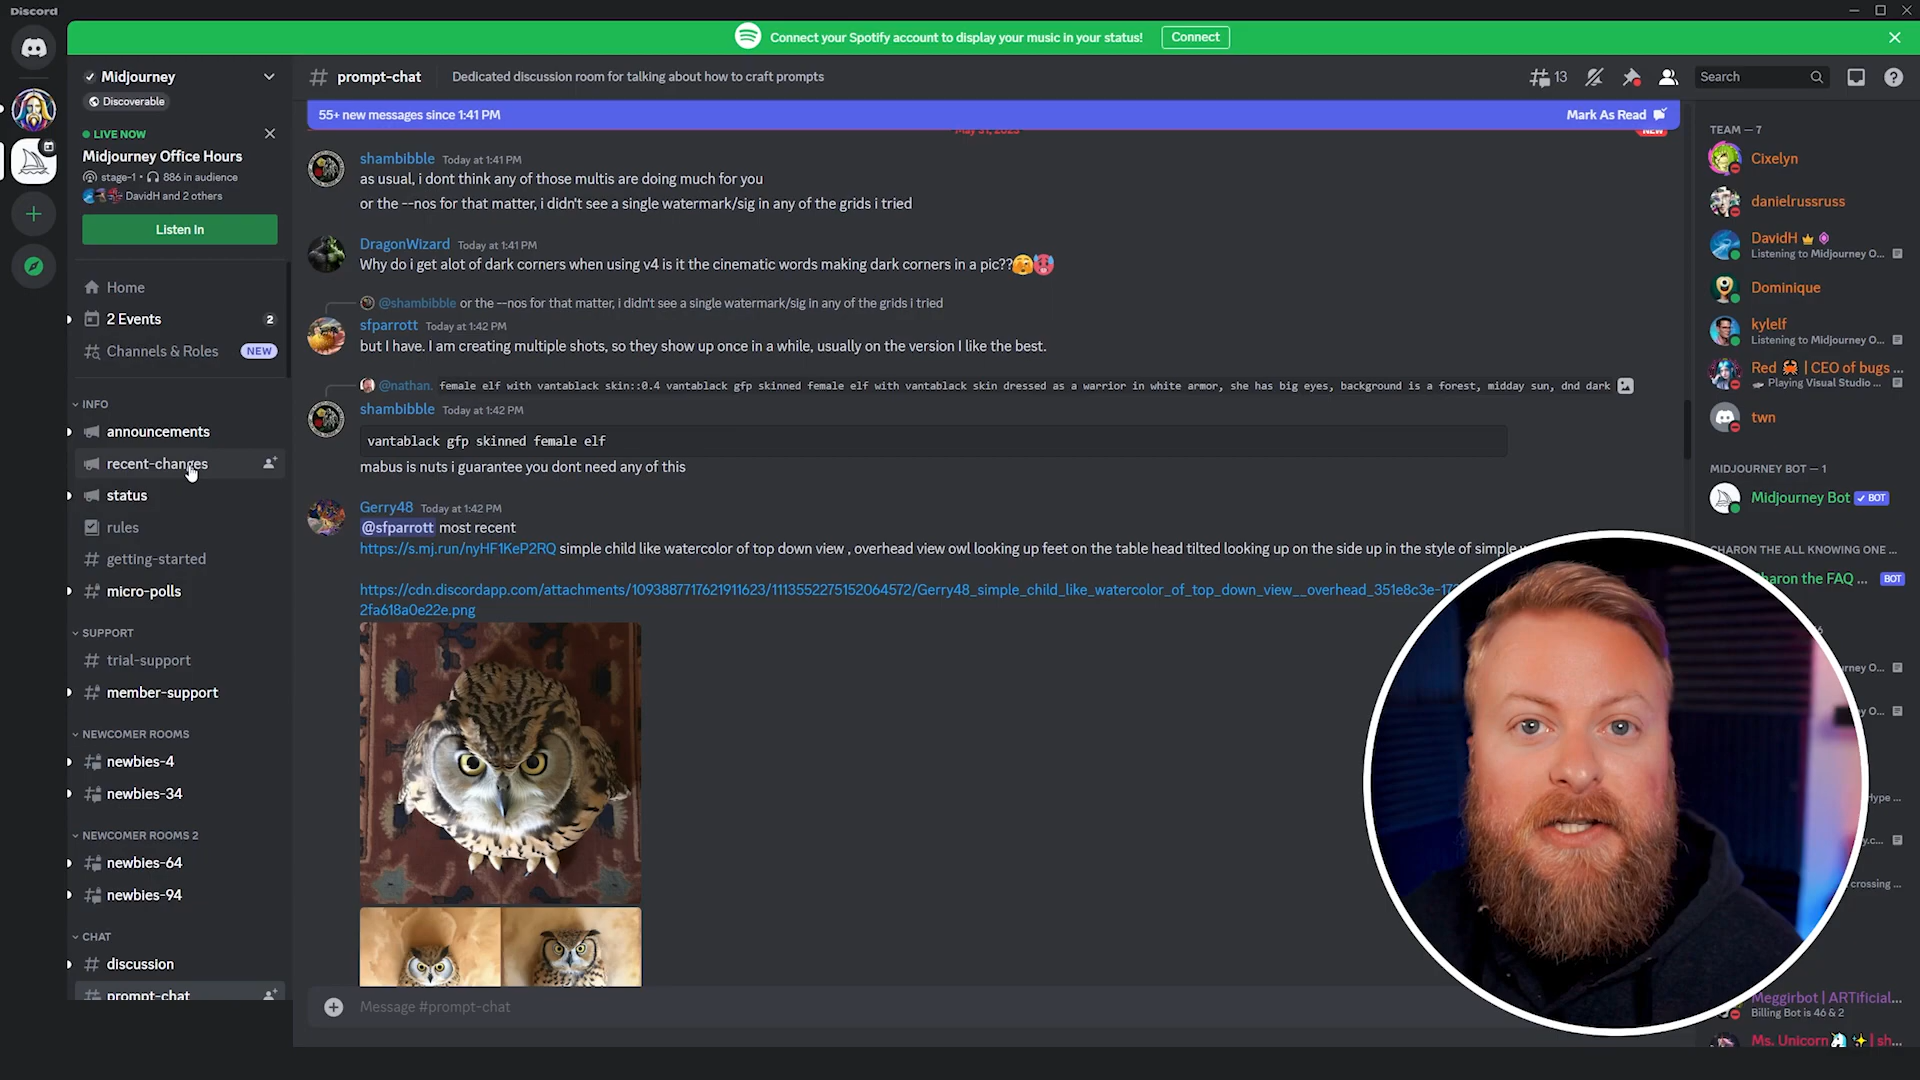 Discord
Connect your Spotify account to display your music in your status!
Connect
Midjourney
Discoverable
LIVE NOW
Midjourney Office Hours
stage-1 • 886 in audience
DavidH and 2 others
Listen In
Home
2 Events
2
Channels & Roles
NEW
INFO
announcements
recent-changes
status
rules
getting-started
micro-polls
SUPPORT
trial-support
member-support
NEWCOMER ROOMS
newbies-4
newbies-34
NEWCOMER ROOMS 2
newbies-64
newbies-94
CHAT
discussion
prompt-chat
prompt-chat
Dedicated discussion room for talking about how to craft prompts
13
Search
55+ new messages since 1:41 PM
Mark As Read
May 31, 2023
NEW
shambibble Today at 1:41 PM
as usual, i dont think any of those multis are doing much for you
or the --nos for that matter, i didn't see a single watermark/sig in any of the grids i tried
DragonWizard Today at 1:41 PM
Why do i get alot of dark corners when using v4 is it the cinematic words making dark corners in a pic??
@shambibble or the --nos for that matter, i didn't see a single watermark/sig in any of the grids i tried
sfparrott Today at 1:42 PM
but I have. I am creating multiple shots, so they show up once in a while, usually on the version I like the best.
@nathan. female elf with vantablack skin::0.4 vantablack gfp skinned female elf with vantablack skin dressed as a warrior in white armor, she has big eyes, background is a forest, midday sun, dnd dark
shambibble Today at 1:42 PM
vantablack gfp skinned female elf
mabus is nuts i guarantee you dont need any of this
Gerry48 Today at 1:42 PM
@sfparrott most recent
https://s.mj.run/nyHF1KeP2RQ simple child like watercolor of top down view , overhead view owl looking up feet on the table head tilted looking up on the side up in the style of simple
https://cdn.discordapp.com/attachments/1093887717621911623/1113552275152064572/Gerry48_simple_child_like_watercolor_of_top_down_view__overhead_351e8c3e-17
2fa618a0e22e.png
Message #prompt-chat
TEAM — 7
Cixelyn
danielrussruss
DavidH
Listening to Midjourney O...
Dominique
kylelf
Listening to Midjourney O...
Red | CEO of bugs ...
Playing Visual Studio ...
twn
MIDJOURNEY BOT — 1
Midjourney Bot
BOT
CHARON THE ALL KNOWING ONE ...
haron the FAQ ...
BOT
rney O...
y O...
Hype ...
y.c...
crossing ...
Meggirbot | ARTificial...
Billing Bot is 46 & 2
Ms. Unicorn | sh...